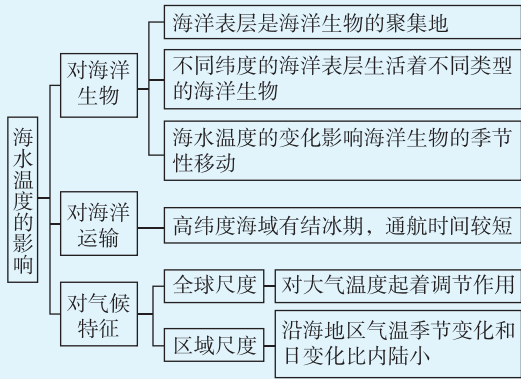 海水温度的影响
对海洋
生物
海洋表层是海洋生物的聚集地
不同纬度的海洋表层生活着不同类型
的海洋生物
海水温度的变化影响海洋生物的季节
性移动
对海洋
运输
高纬度海域有结冰期，通航时间较短
对气候
特征
全球尺度
对大气温度起着调节作用
区域尺度
沿海地区气温季节变化和
日变化比内陆小